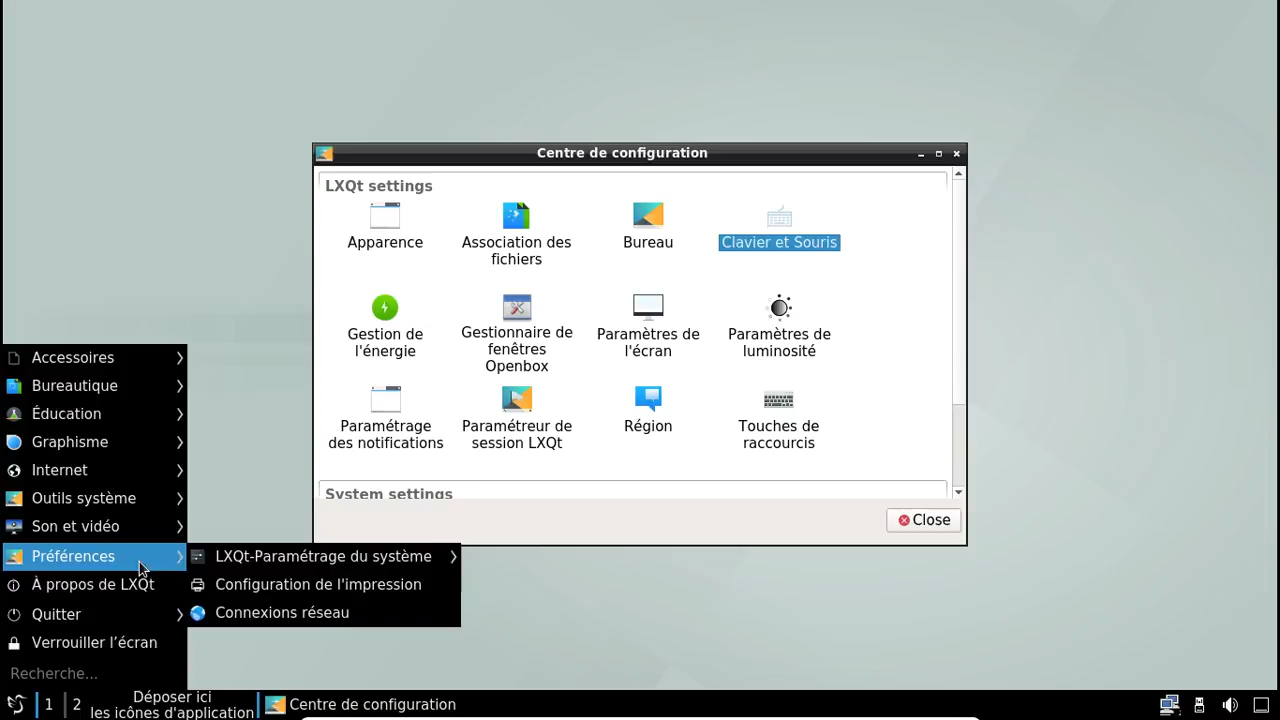 Centre de configuration
LXQt settings
Apparence
Association des
fichiers
Bureau
Clavier et Souris
Gestion de
l'énergie
Gestionnaire de
fenêtres
Openbox
Paramètres de
l'écran
Paramètres de
luminosité
Paramétrage
des notifications
Paramétreur de
session LXQt
Région
Touches de
raccourcis
System settings
Close
Accessoires
Bureautique
Éducation
Graphisme
Internet
Outils système
Son et vidéo
Préférences
À propos de LXQt
Quitter
Verrouiller l’écran
Recherche...
LXQt-Paramétrage du système
Configuration de l'impression
Connexions réseau
1
2
Déposer ici
les icônes d'application
Centre de configuration